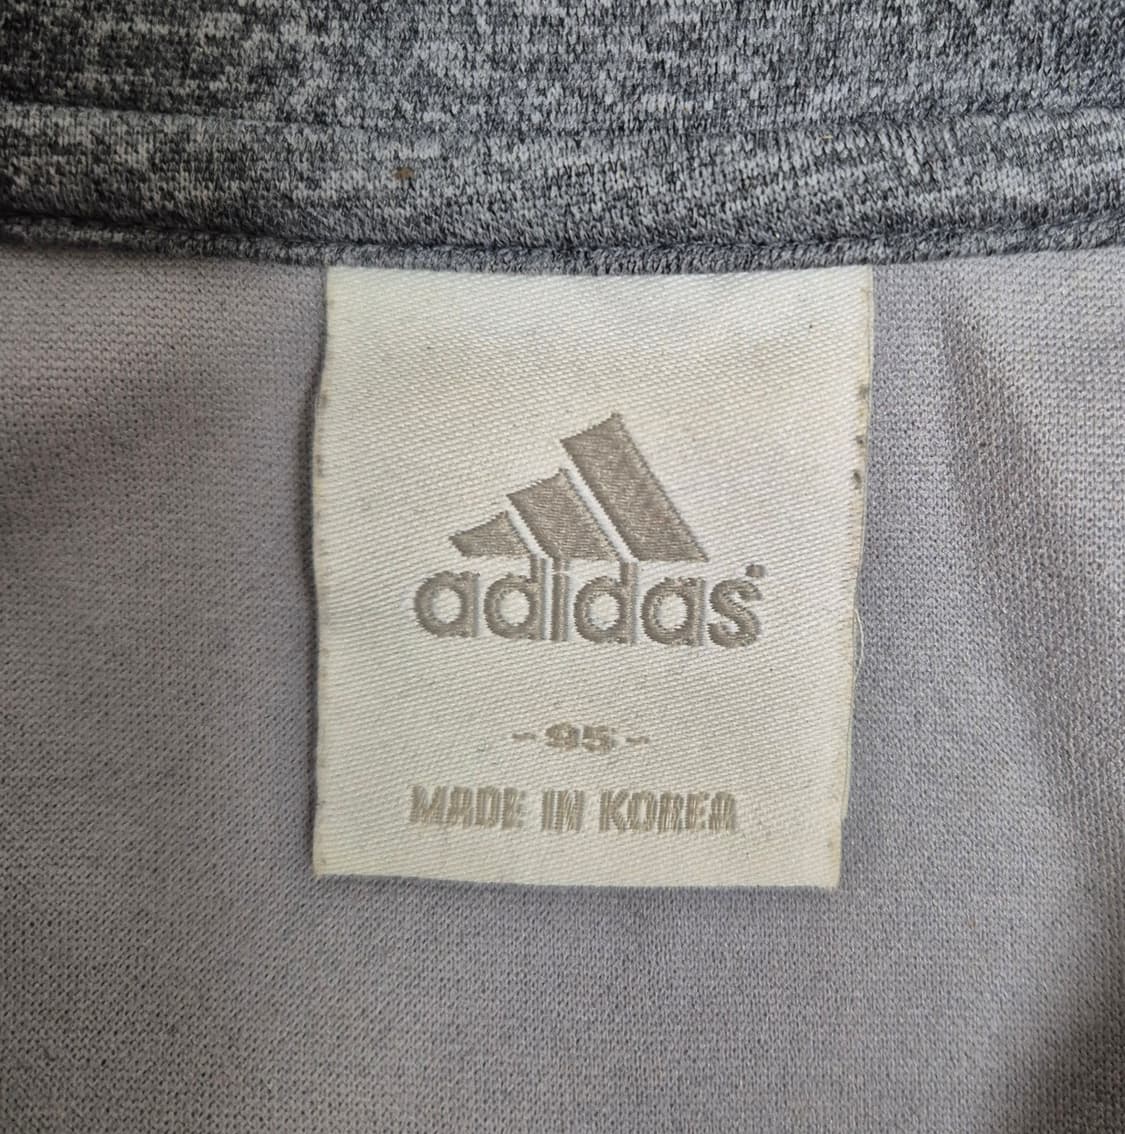 adidas
-95-
MADE IN KOREA